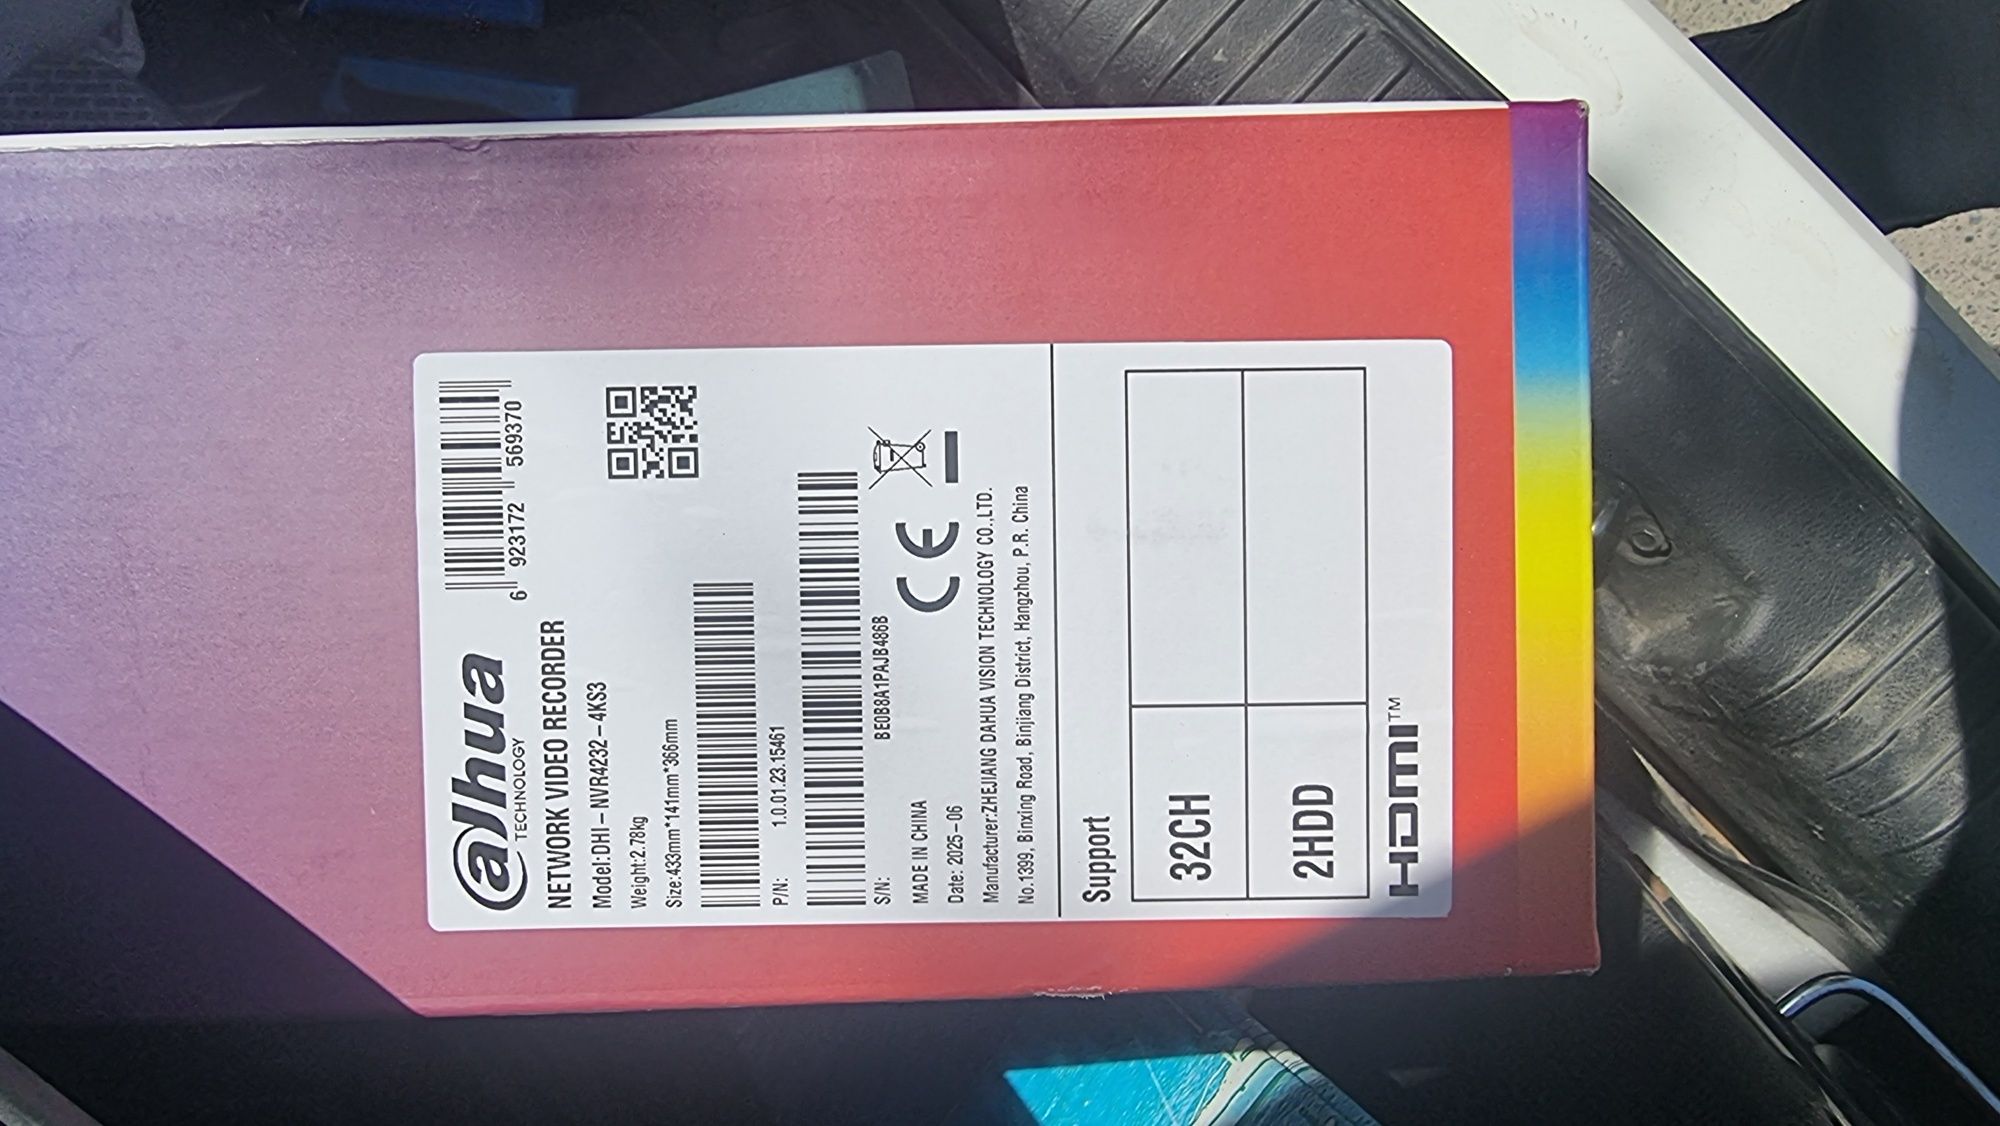 alhua
TECHNOLOGY
6 923172 569370
NETWORK VIDEO RECORDER
Model:DHI-NVR4232-4KS3
Weight:2.78kg
Size:433mm*141mm*366mm
P/N: 1.0.01.23.15461
S/N: BE0B8A1PAJB486B
MADE IN CHINA
Date: 2025-06
CE
Manufacturer:ZHEJIANG DAHUA VISION TECHNOLOGY CO.,LTD.
No.1399, Binxing Road, Binjiang District, Hangzhou, P.R. China
Support
32CH
2HDD
HDMI™